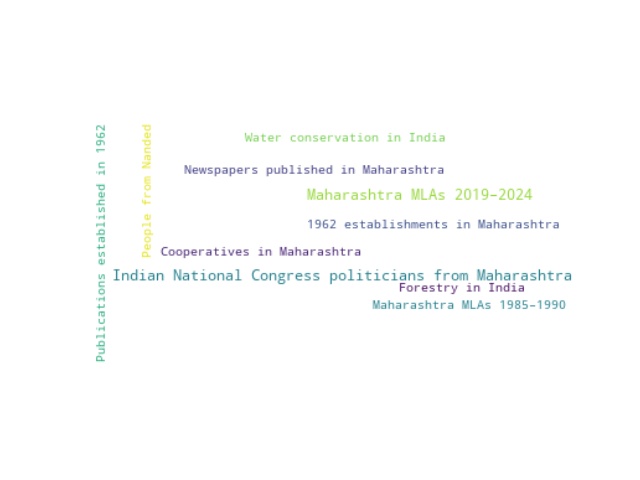 Water conservation in India
Newspapers published in Maharashtra
Maharashtra MLAs 2019–2024
1962 establishments in Maharashtra
Cooperatives in Maharashtra
Indian National Congress politicians from Maharashtra
Forestry in India
Maharashtra MLAs 1985–1990
Publications established in 1962
People from Nanded